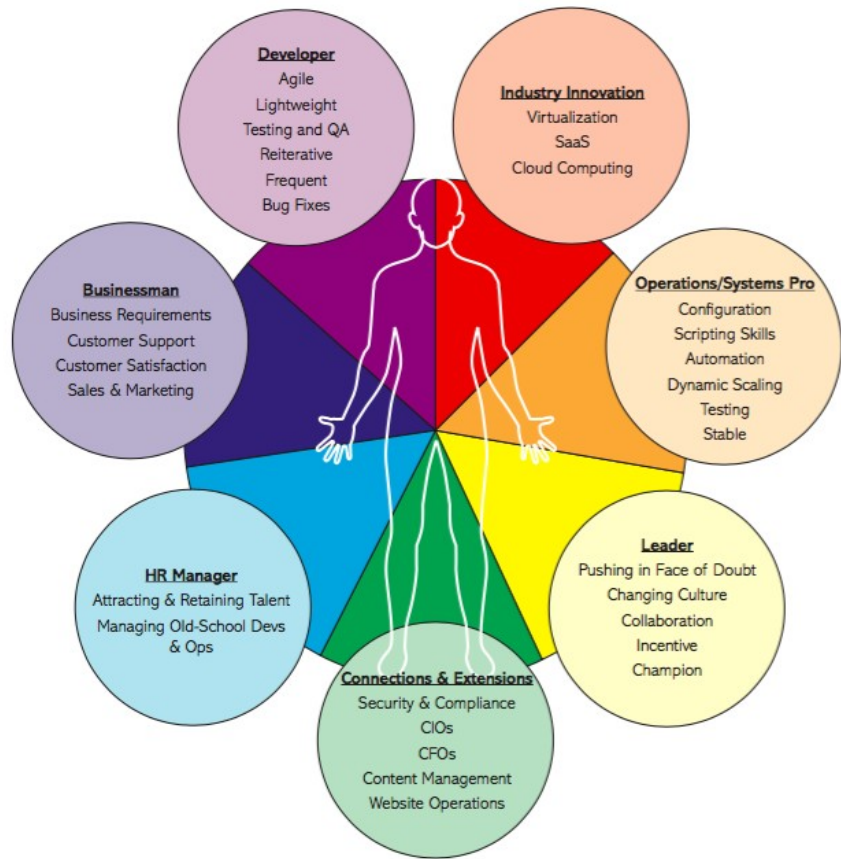 Developer
Agile
Lightweight
Testing and QA
Reiterative
Frequent
Bug Fixes
Industry Innovation
Virtualization
SaaS
Cloud Computing
Businessman
Business Requirements
Customer Support
Customer Satisfaction
Sales & Marketing
Operations/Systems Pro
Configuration
Scripting Skills
Automation
Dynamic Scaling
Testing
Stable
HR Manager
Attracting & Retaining Talent
Managing Old-School Devs
& Ops
Leader
Pushing in Face of Doubt
Changing Culture
Collaboration
Incentive
Champion
Connections & Extensions
Security & Compliance
CIOs
CFOs
Content Management
Website Operations